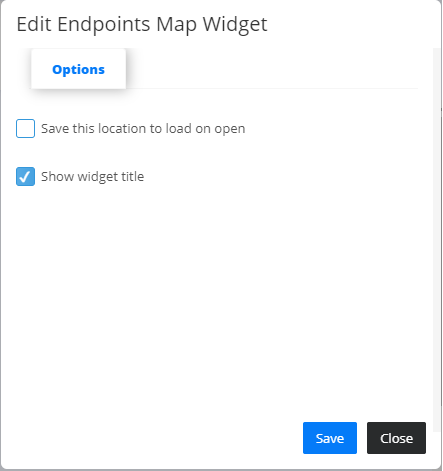 Edit Endpoints Map Widget
Options
Save this location to load on open
Show widget title
Save Close